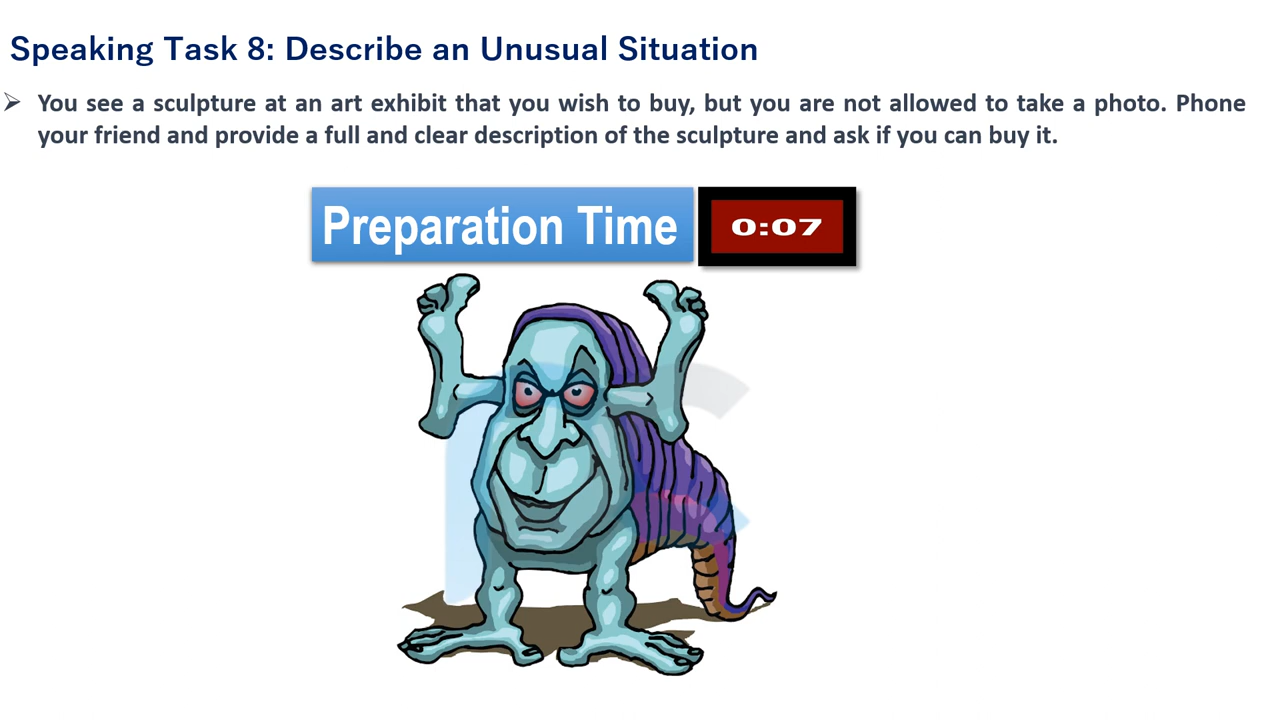 Speaking Task 8: Describe an Unusual Situation
➢ You see a sculpture at an art exhibit that you wish to buy, but you are not allowed to take a photo. Phone
your friend and provide a full and clear description of the sculpture and ask if you can buy it.
Preparation Time 0:07